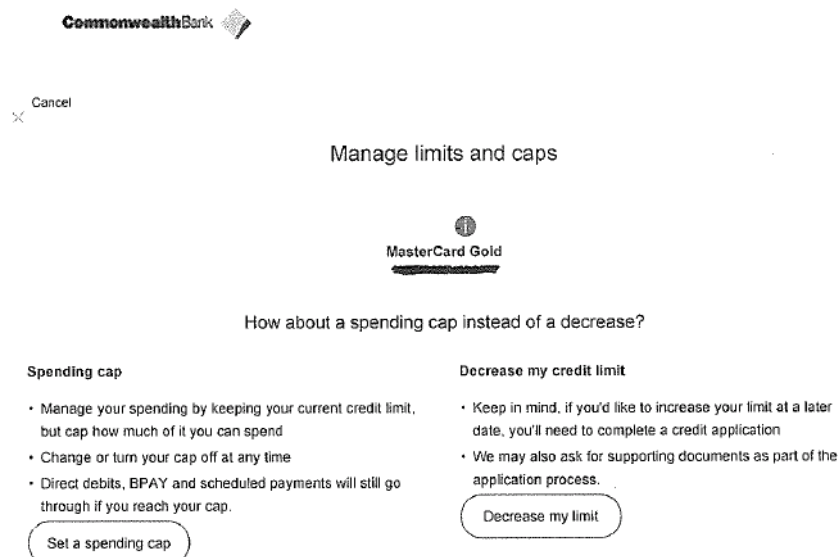 CommonwealthBank
Cancel
Manage limits and caps
MasterCard Gold
How about a spending cap instead of a decrease?
Spending cap
• Manage your spending by keeping your current credit limit,
but cap how much of it you can spend
• Change or turn your cap off at any time
• Direct debits, BPAY and scheduled payments will still go
through if you reach your cap.
Set a spending cap
Decrease my credit limit
• Keep in mind, if you'd like to increase your limit at a later
date, you'll need to complete a credit application
• We may also ask for supporting documents as part of the
application process.
Decrease my limit